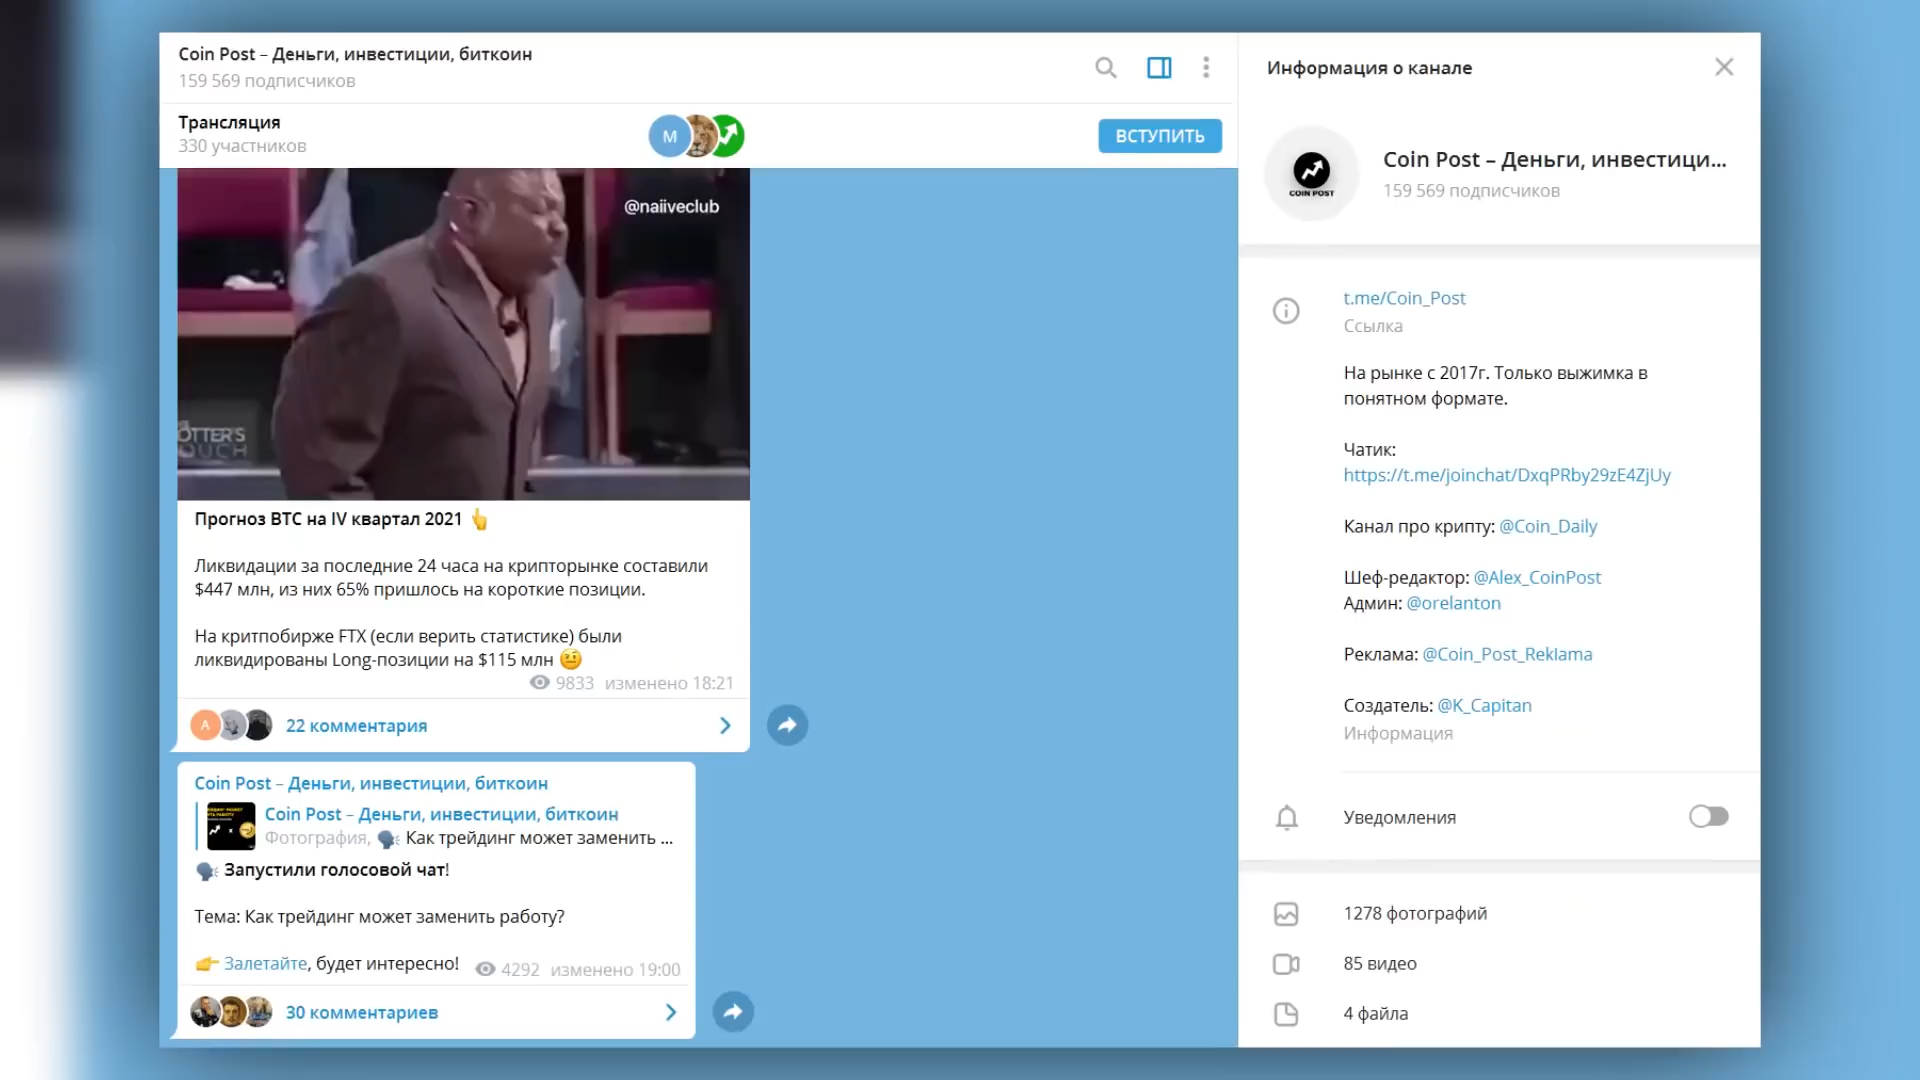 Coin Post – Деньги, инвестиции, биткоин
159 569 подписчиков
Трансляция
330 участников
M
ВСТУПИТЬ
@naiiveclub
OTTER'S
OUCH
Прогноз BTC на IV квартал 2021 👆
Ликвидации за последние 24 часа на крипторынке составили
$447 млн, из них 65% пришлось на короткие позиции.
На критпобирже FTX (если верить статистике) были
ликвидированы Long-позиции на $115 млн 🤨
9833 изменено 18:21
A
22 комментария
Coin Post – Деньги, инвестиции, биткоин
Coin Post – Деньги, инвестиции, биткоин
Фотография, 🗣 Как трейдинг может заменить ...
🗣 Запустили голосовой чат!
Тема: Как трейдинг может заменить работу?
👉 Залетайте, будет интересно!
4292 изменено 19:00
30 комментариев
Информация о канале
COIN POST
Coin Post – Деньги, инвестици...
159 569 подписчиков
t.me/Coin_Post
Ссылка
На рынке с 2017г. Только выжимка в
понятном формате.
Чатик:
https://t.me/joinchat/DxqPRby29zE4ZjUy
Канал про крипту: @Coin_Daily
Шеф-редактор: @Alex_CoinPost
Админ: @orelanton
Реклама: @Coin_Post_Reklama
Создатель: @K_Capitan
Информация
Уведомления
1278 фотографий
85 видео
4 файла